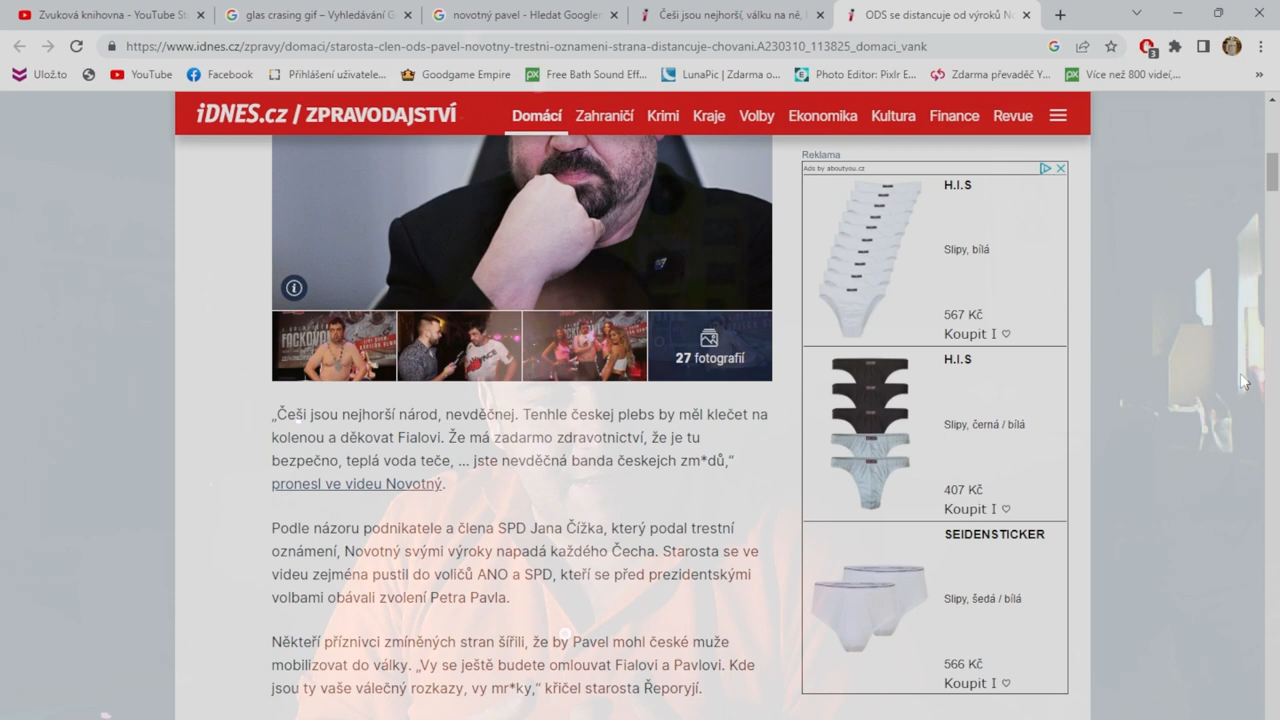 Zvuková knihovna - YouTube St
glas crasing gif – Vyhledávání G
novotný pavel - Hledat Googlem
Češi jsou nejhorší, válku na ně, l
ODS se distancuje od výroků No
https://www.idnes.cz/zpravy/domaci/starosta-clen-ods-pavel-novotny-trestni-oznameni-strana-distancuje-chovani.A230310_113825_domaci_vank
3
Ulož.to
YouTube
Facebook
Přihlášení uživatele...
Goodgame Empire
Free Bath Sound Eff...
LunaPic | Zdarma o...
Photo Editor: Pixlr E...
Zdarma převaděč Y...
Více než 800 videí,...
»
iDNES.cz / ZPRAVODAJSTVÍ
Domácí Zahraničí Krimi Kraje Volby Ekonomika Kultura Finance Revue
27 fotografií
„Češi jsou nejhorší národ, nevděčnej. Tenhle českej plebs by měl klečet na
kolenou a děkovat Fialovi. Že má zadarmo zdravotnictví, že je tu
bezpečno, teplá voda teče, ... jste nevděčná banda českejch zm*dů,“
pronesl ve videu Novotný.
Podle názoru podnikatele a člena SPD Jana Čížka, který podal trestní
oznámení, Novotný svými výroky napadá každého Čecha. Starosta se ve
videu zejména pustil do voličů ANO a SPD, kteří se před prezidentskými
volbami obávali zvolení Petra Pavla.
Někteří příznivci zmíněných stran šířili, že by Pavel mohl české muže
mobilizovat do války. „Vy se ještě budete omlouvat Fialovi a Pavlovi. Kde
jsou ty vaše válečný rozkazy, vy mr*ky,“ křičel starosta Řeporyjí.
Reklama
Ads by aboutyou.cz
H.I.S
Slipy, bílá
567 Kč
Koupit I ♡
H.I.S
Slipy, černá / bílá
407 Kč
Koupit I ♡
SEIDENSTICKER
Slipy, šedá / bílá
566 Kč
Koupit I ♡